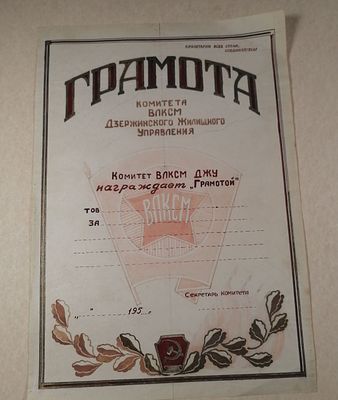 ПРОЛЕТАРИИ ВСЕХ СТРАН,
СОЕДИНЯЙТЕСЬ!
ГРАМОТА
КОМИТЕТА
ВЛКСМ
ДЗЕРЖИНСКОГО ЖИЛИЩНОГО
УПРАВЛЕНИЯ
КОМИТЕТ ВЛКСМ ДЖУ
награждает „ГРАМОТОЙ"
ВЛКСМ
ТОВ
ЗА
СЕКРЕТАРЬ КОМИТЕТА
" " 195